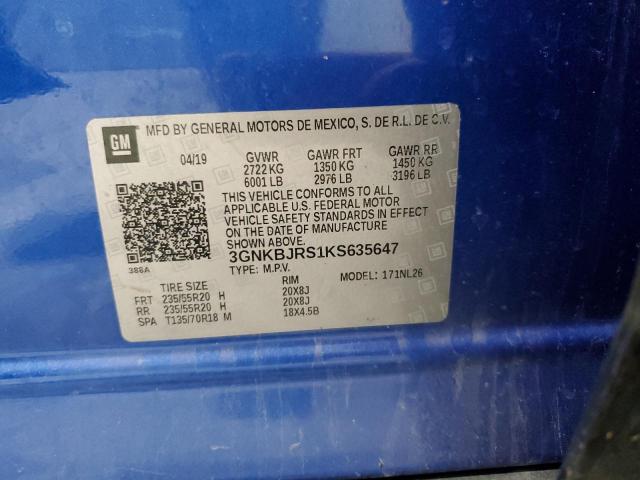 GM
MFD BY GENERAL MOTORS DE MEXICO, S. DE R.L. DE C.V.
04/19 GVWR GAWR FRT GAWR RR
2722 KG 1350 KG 1450 KG
6001 LB 2976 LB 3196 LB
THIS VEHICLE CONFORMS TO ALL
APPLICABLE U.S. FEDERAL MOTOR
VEHICLE SAFETY STANDARDS IN EFFECT
ON THE DATE OF MANUFACTURE
SHOWN ABOVE.
3GNKBJRS1KS635647
386A
TYPE: M.P.V. 171NL26
TIRE SIZE RIM
FRT 235/55R20 H 20X8J
RR 235/55R20 H 20X8J
SPA T135/70R18 M 18X4.5B